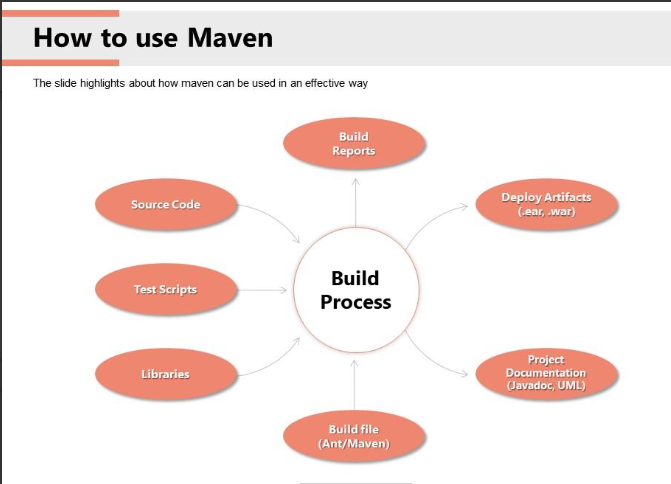 How to use Maven
The slide highlights about how maven can be used in an effective way
Build
Reports
Source Code
Deploy Artifacts
(.ear, .war)
Test Scripts
Build
Process
Libraries
Project
Documentation
(Javadoc, UML)
Build file
(Ant/Maven)